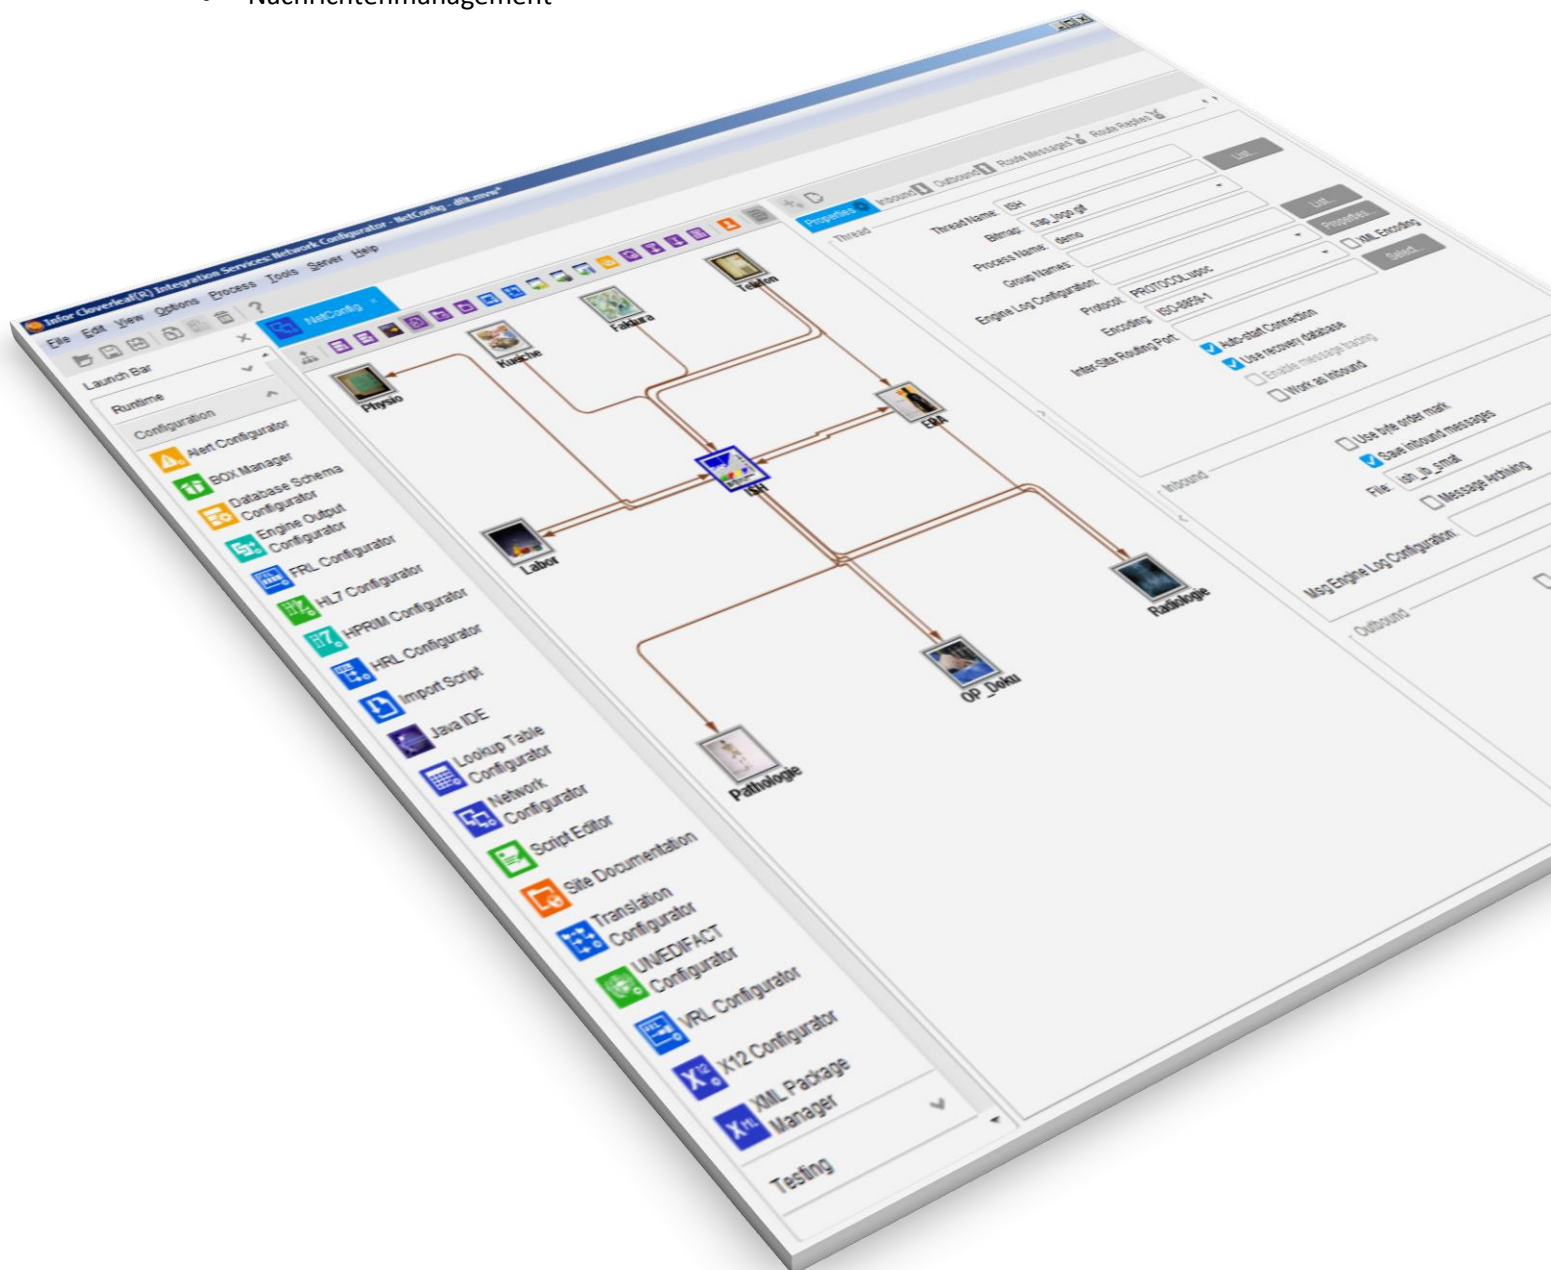 Nachrichtenmanagement
Infor Cloverleaf(R) Integration Services: Network Configurator - NetConfig - dflt.mvw*
File Edit View Options Process Tools Server Help
Launch Bar
Runtime
Configuration
Alert Configurator
BOX Manager
Database Schema
Configurator
Engine Output
Configurator
FRL Configurator
HL7 Configurator
HPRIM Configurator
HRL Configurator
Import Script
Java IDE
Lookup Table
Configurator
Network
Configurator
Script Editor
Site Documentation
Translation
Configurator
UN/EDIFACT
Configurator
VRL Configurator
X12 Configurator
XML Package
Manager
Testing
NetConfig
Physio
Kueche
Fakdura
Telefon
ERA
ISH
Labor
Radiologie
OP_Doku
Pathologie
Properties Inbound Outbound Route Messages Route Replies
Thread
Thread Name: ISH
Bitmap: sap_logo.gif List...
Process Name: demo
Group Names: List...
Engine Log Configuration:
Protocol: PROTOCOL:upoc Properties...
Encoding: ISO-8859-1 XML Encoding
Inter-Site Routing Port: Select...
Auto-start Connection
Use recovery database
Enable message tracing
Work as inbound
Inbound
Use byte order mark
Save inbound messages
File: ish_ib_smat
Message Archiving
Msg Engine Log Configuration:
Outbound